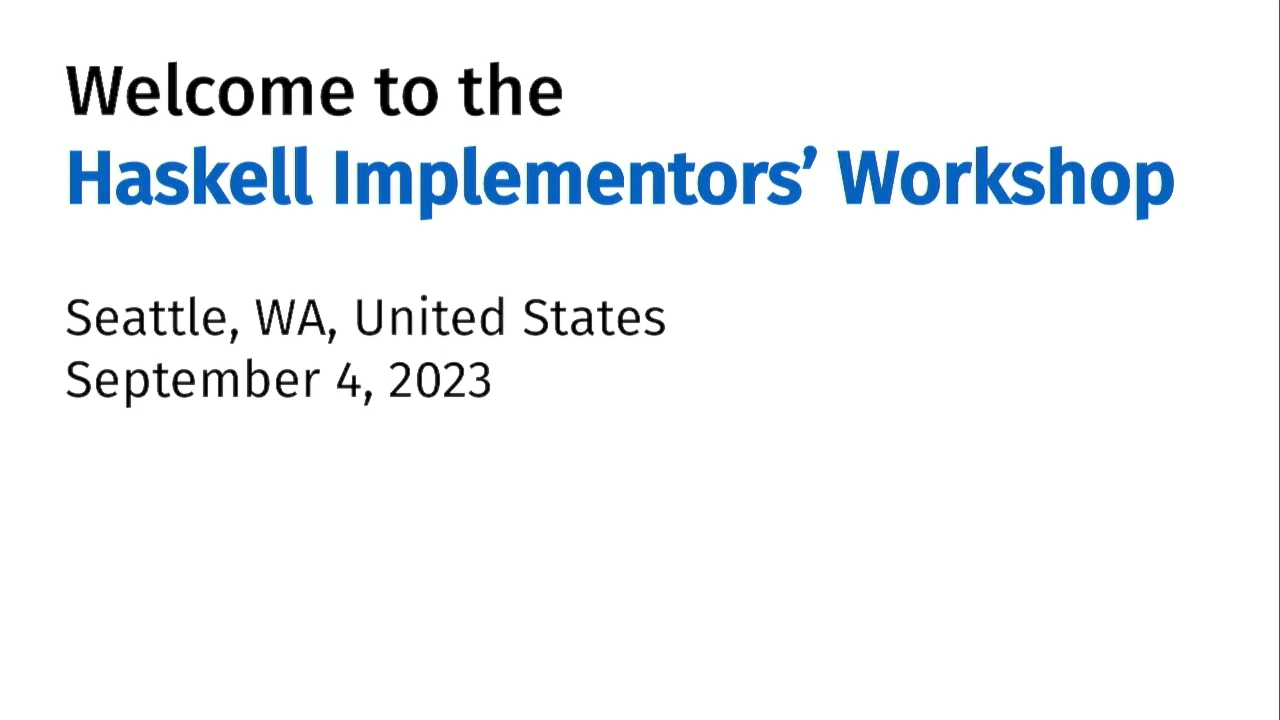 Welcome to the
Haskell Implementors’ Workshop
Seattle, WA, United States
September 4, 2023